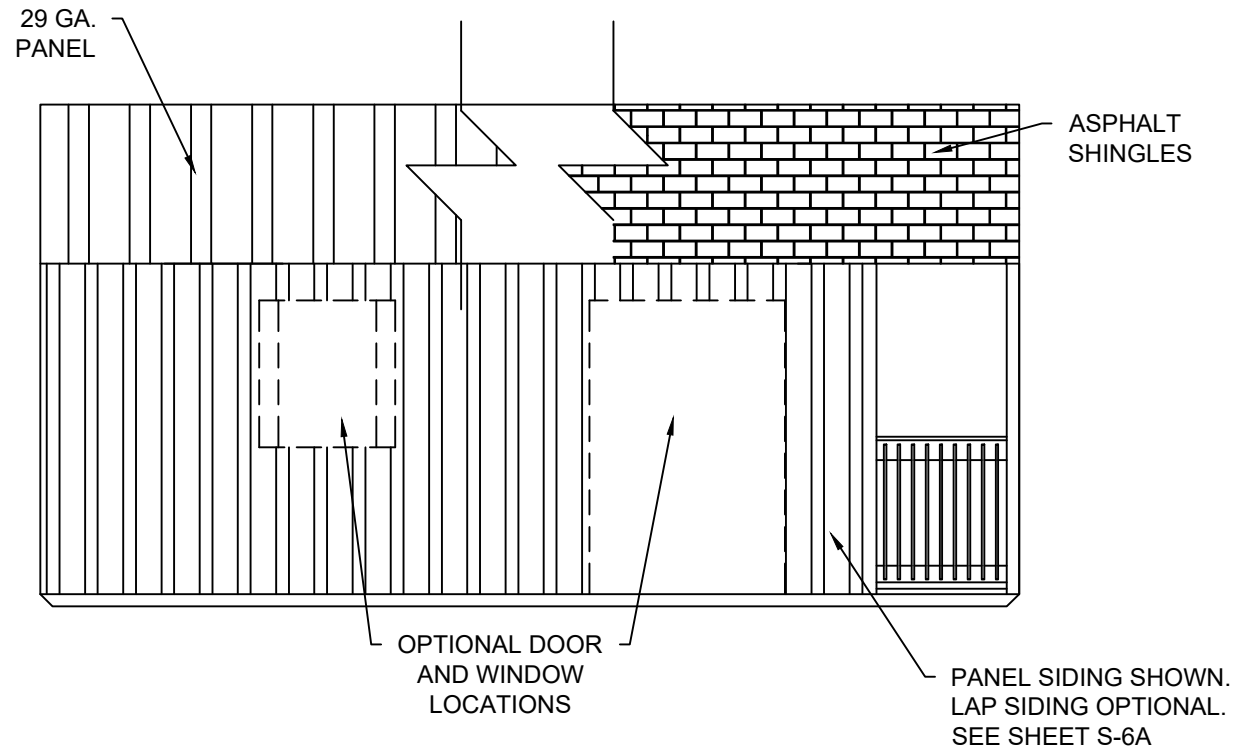 29 GA.
PANEL
ASPHALT
SHINGLES
OPTIONAL DOOR
AND WINDOW
LOCATIONS
PANEL SIDING SHOWN.
LAP SIDING OPTIONAL.
SEE SHEET S-6A